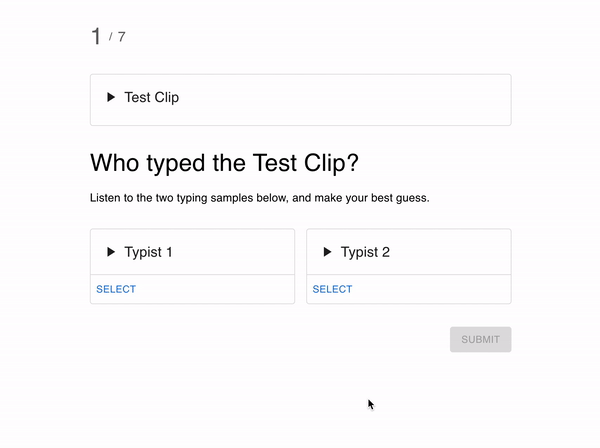 1 / 7
Test Clip
Who typed the Test Clip?
Listen to the two typing samples below, and make your best guess.
Typist 1
Typist 2
SELECT
SELECT
SUBMIT